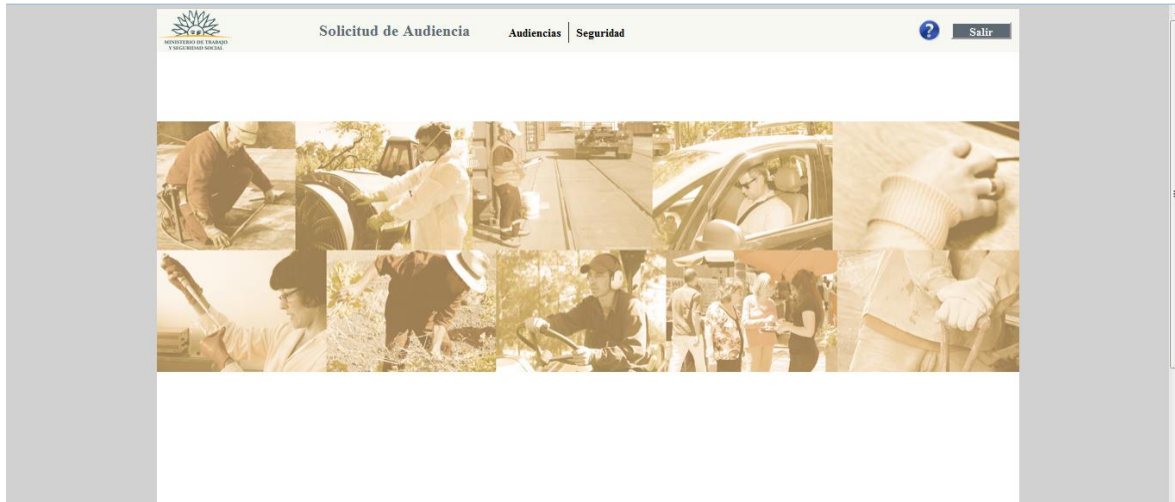 MINISTERIO DE TRABAJO
Y SEGURIDAD SOCIAL
Solicitud de Audiencia
Audiencias
Seguridad
?
Salir